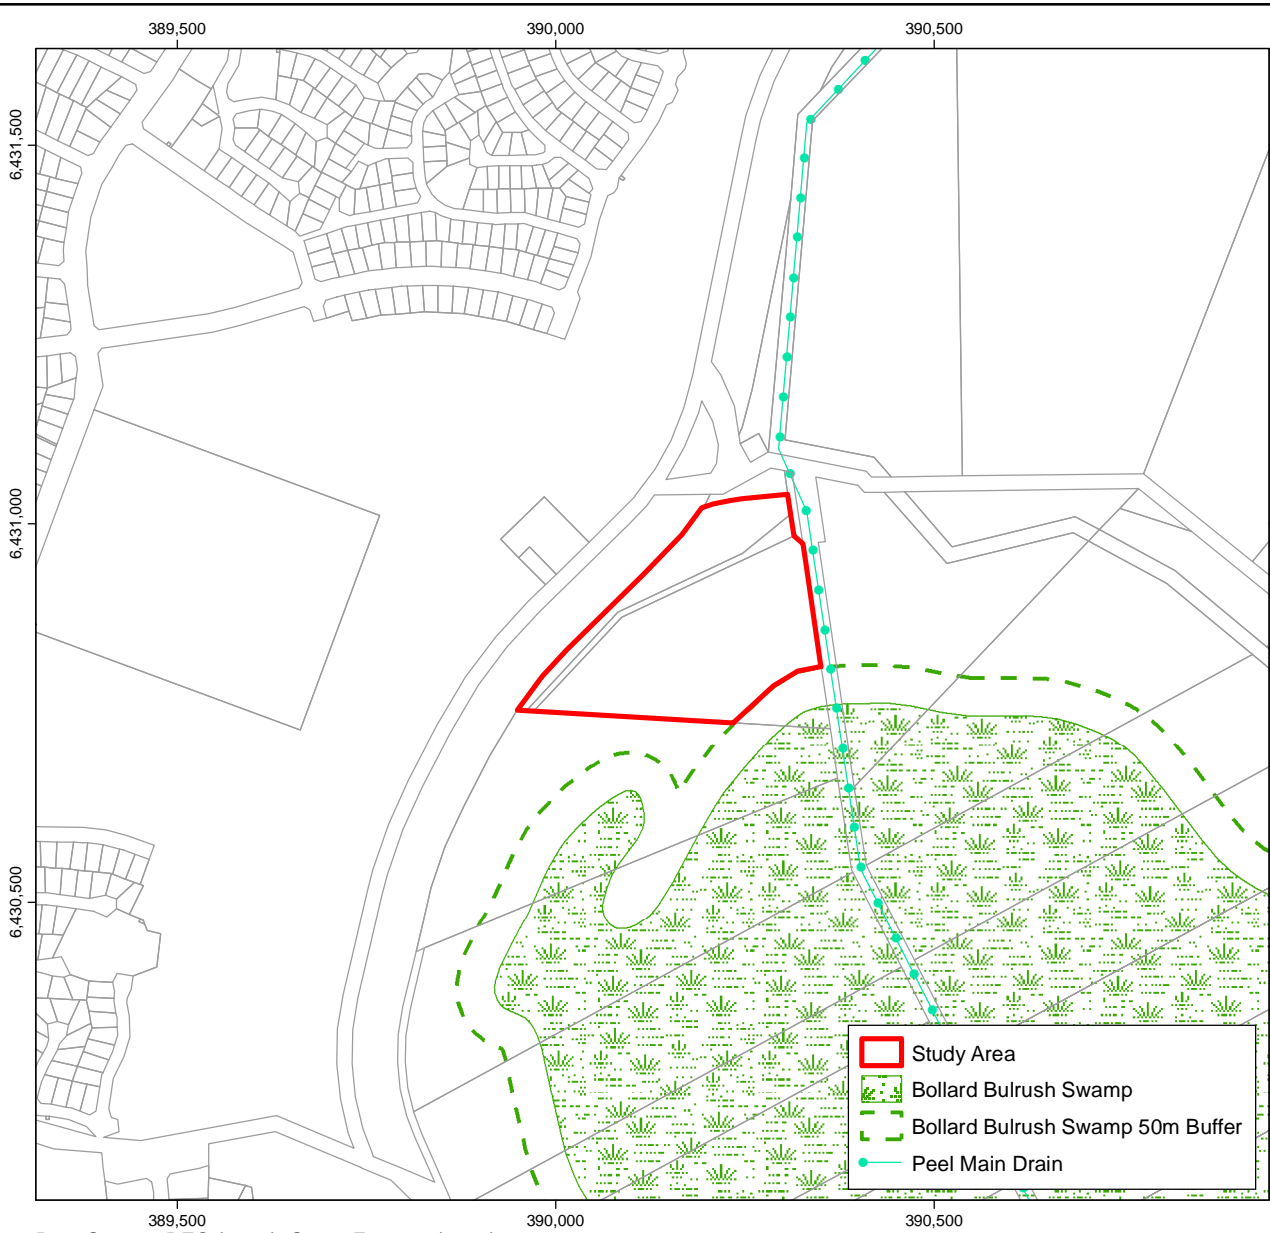 389,500 390,000 390,500
6,431,500
6,431,000
6,430,500
Study Area
Bollard Bulrush Swamp
Bollard Bulrush Swamp 50m Buffer
Peel Main Drain
389,500 390,000 390,500